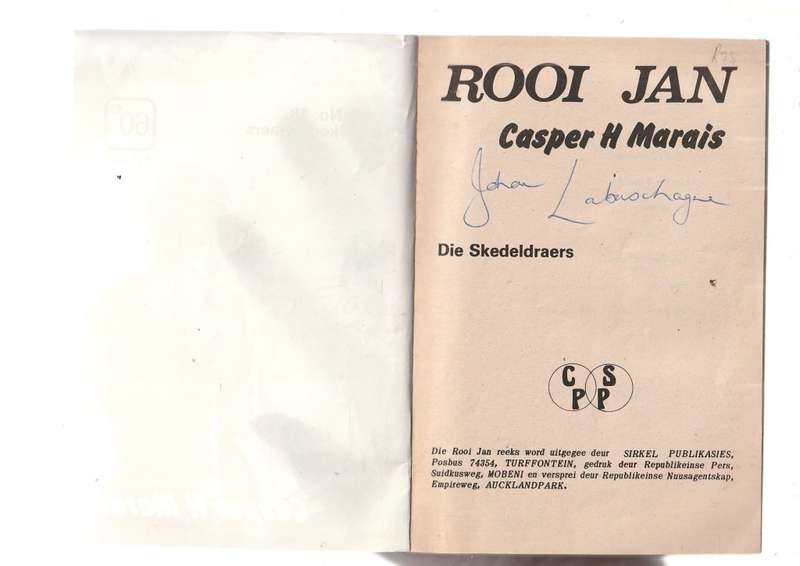 R75
ROOI JAN
Casper H Marais
Johan Labuschagne
Die Skedeldraers
C S
P P
Die Rooi Jan reeks word uitgegee deur SIRKEL PUBLIKASIES,
Posbus 74354, TURFFONTEIN, gedruk deur Republikeinse Pers,
Suidkusweg, MOBENI en versprei deur Republikeinse Nuusagentskap,
Empireweg, AUCKLANDPARK.